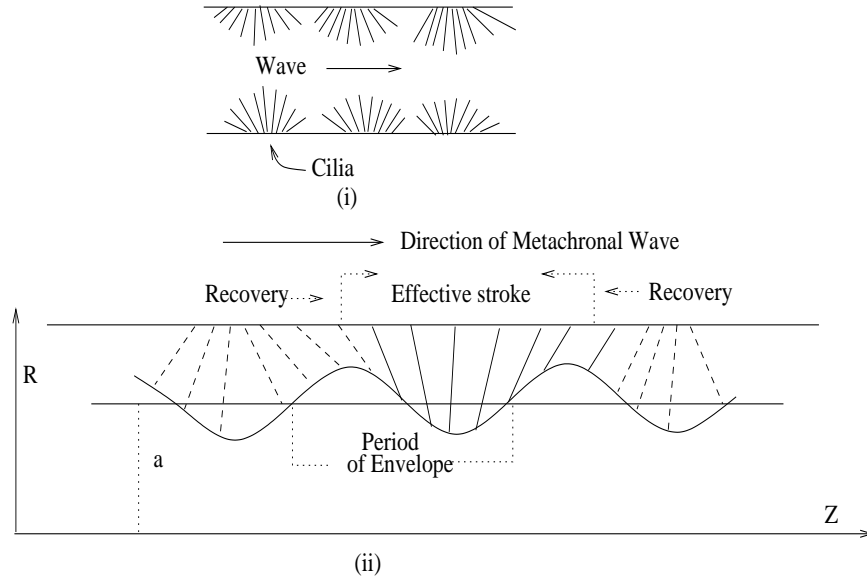 Wave
Cilia
(i)
Direction of Metachronal Wave
Recovery
Effective stroke
Recovery
R
a
Period
of Envelope
Z
(ii)